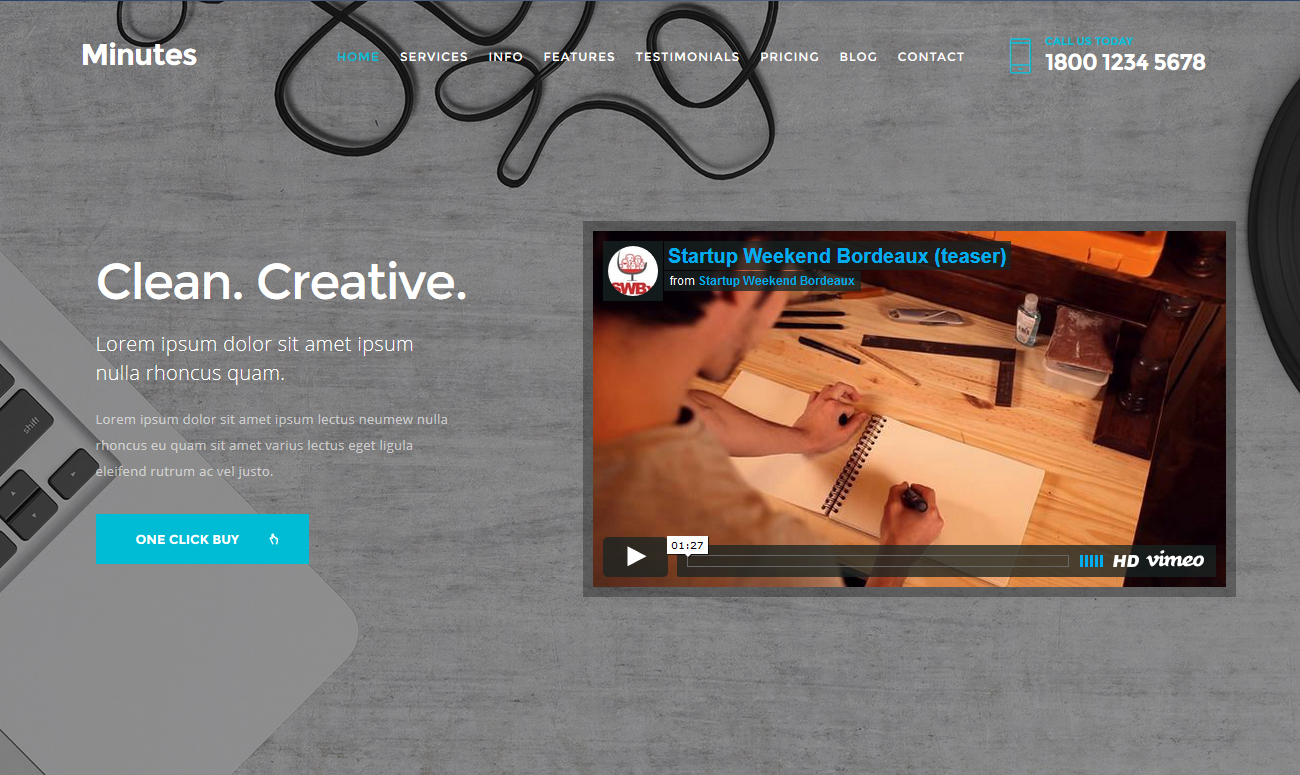 Minutes
HOME SERVICES INFO FEATURES TESTIMONIALS PRICING BLOG CONTACT
CALL US TODAY
1800 1234 5678
Clean. Creative.
Lorem ipsum dolor sit amet ipsum
nulla rhoncus quam.
Lorem ipsum dolor sit amet ipsum lectus neumew nulla
rhoncus eu quam sit amet varius lectus eget ligula
eleifend rutrum ac vel justo.
ONE CLICK BUY
shift
SWBx
Startup Weekend Bordeaux (teaser)
from Startup Weekend Bordeaux
01:27
HD vimeo